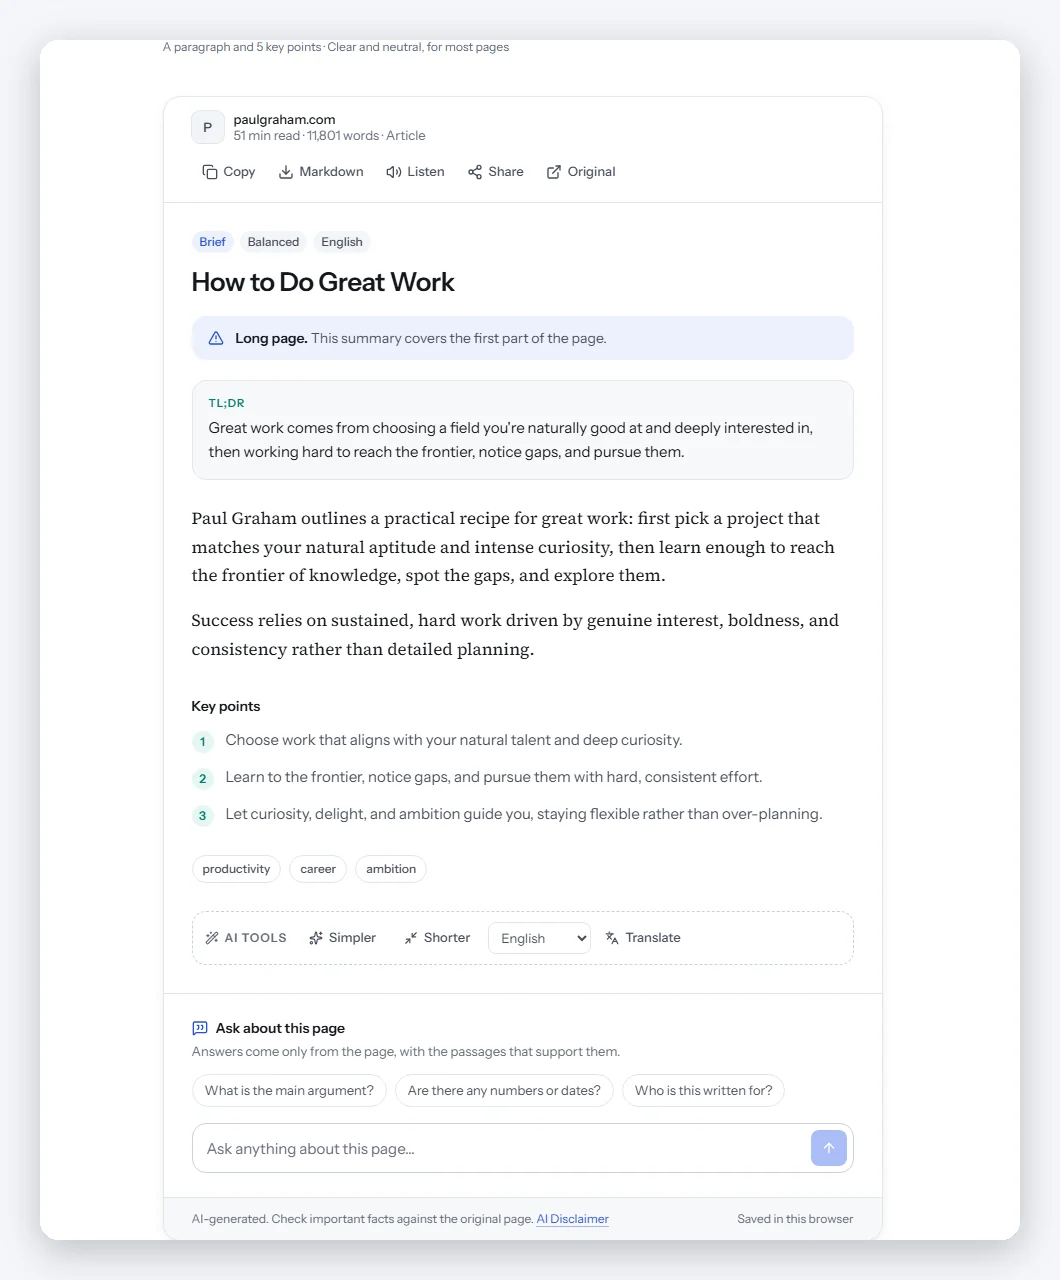 A paragraph and 5 key points · Clear and neutral, for most pages
P
paulgraham.com
51 min read · 11,801 words · Article
Copy Markdown Listen Share Original
Brief Balanced English
How to Do Great Work
Long page. This summary covers the first part of the page.
TL;DR
Great work comes from choosing a field you're naturally good at and deeply interested in,
then working hard to reach the frontier, notice gaps, and pursue them.
Paul Graham outlines a practical recipe for great work: first pick a project that
matches your natural aptitude and intense curiosity, then learn enough to reach
the frontier of knowledge, spot the gaps, and explore them.
Success relies on sustained, hard work driven by genuine interest, boldness, and
consistency rather than detailed planning.
Key points
1 Choose work that aligns with your natural talent and deep curiosity.
2 Learn to the frontier, notice gaps, and pursue them with hard, consistent effort.
3 Let curiosity, delight, and ambition guide you, staying flexible rather than over-planning.
productivity career ambition
AI TOOLS Simpler Shorter English Translate
Ask about this page
Answers come only from the page, with the passages that support them.
What is the main argument? Are there any numbers or dates? Who is this written for?
Ask anything about this page...
AI-generated. Check important facts against the original page. AI Disclaimer Saved in this browser